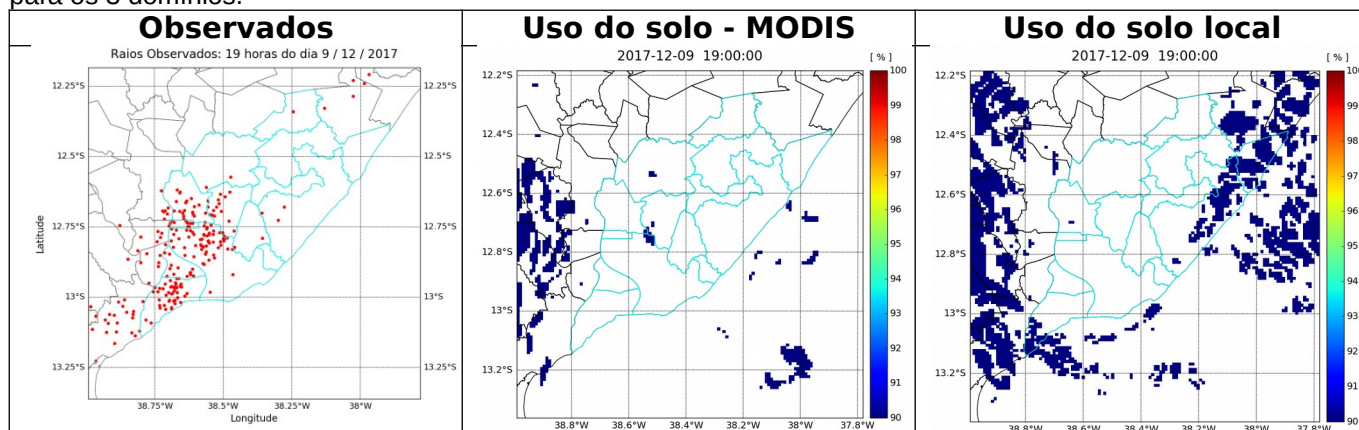 para os 3 domínios.
Observados
Uso do solo - MODIS
Uso do solo local
Raios Observados: 19 horas do dia 9 / 12 / 2017
12.25°S
12.5°S
12.75°S
13°S
13.25°S
12.25°S
12.5°S
12.75°S
13°S
13.25°S
38.75°W 38.5°W 38.25°W 38°W
Longitude
Latitude
2017-12-09 19:00:00
[ % ]
12.2°S
12.4°S
12.6°S
12.8°S
13°S
13.2°S
38.8°W 38.6°W 38.4°W 38.2°W 38°W 37.8°W
100
99
98
97
96
95
94
93
92
91
90
2017-12-09 19:00:00
[ % ]
12.2°S
12.4°S
12.6°S
12.8°S
13°S
13.2°S
38.8°W 38.6°W 38.4°W 38.2°W 38°W 37.8°W
100
99
98
97
96
95
94
93
92
91
90